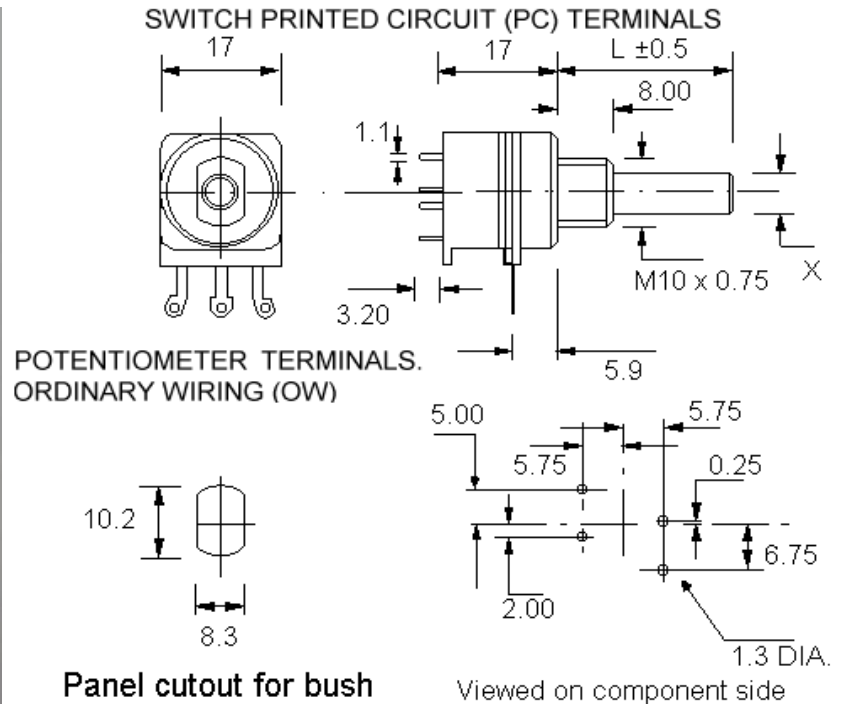 SWITCH PRINTED CIRCUIT (PC) TERMINALS
17
17
L ±0.5
8.00
1.1
M10 x 0.75
X
3.20
5.9
POTENTIOMETER TERMINALS.
ORDINARY WIRING (OW)
5.00
5.75
5.75
0.25
10.2
6.75
2.00
8.3
1.3 DIA.
Panel cutout for bush
Viewed on component side